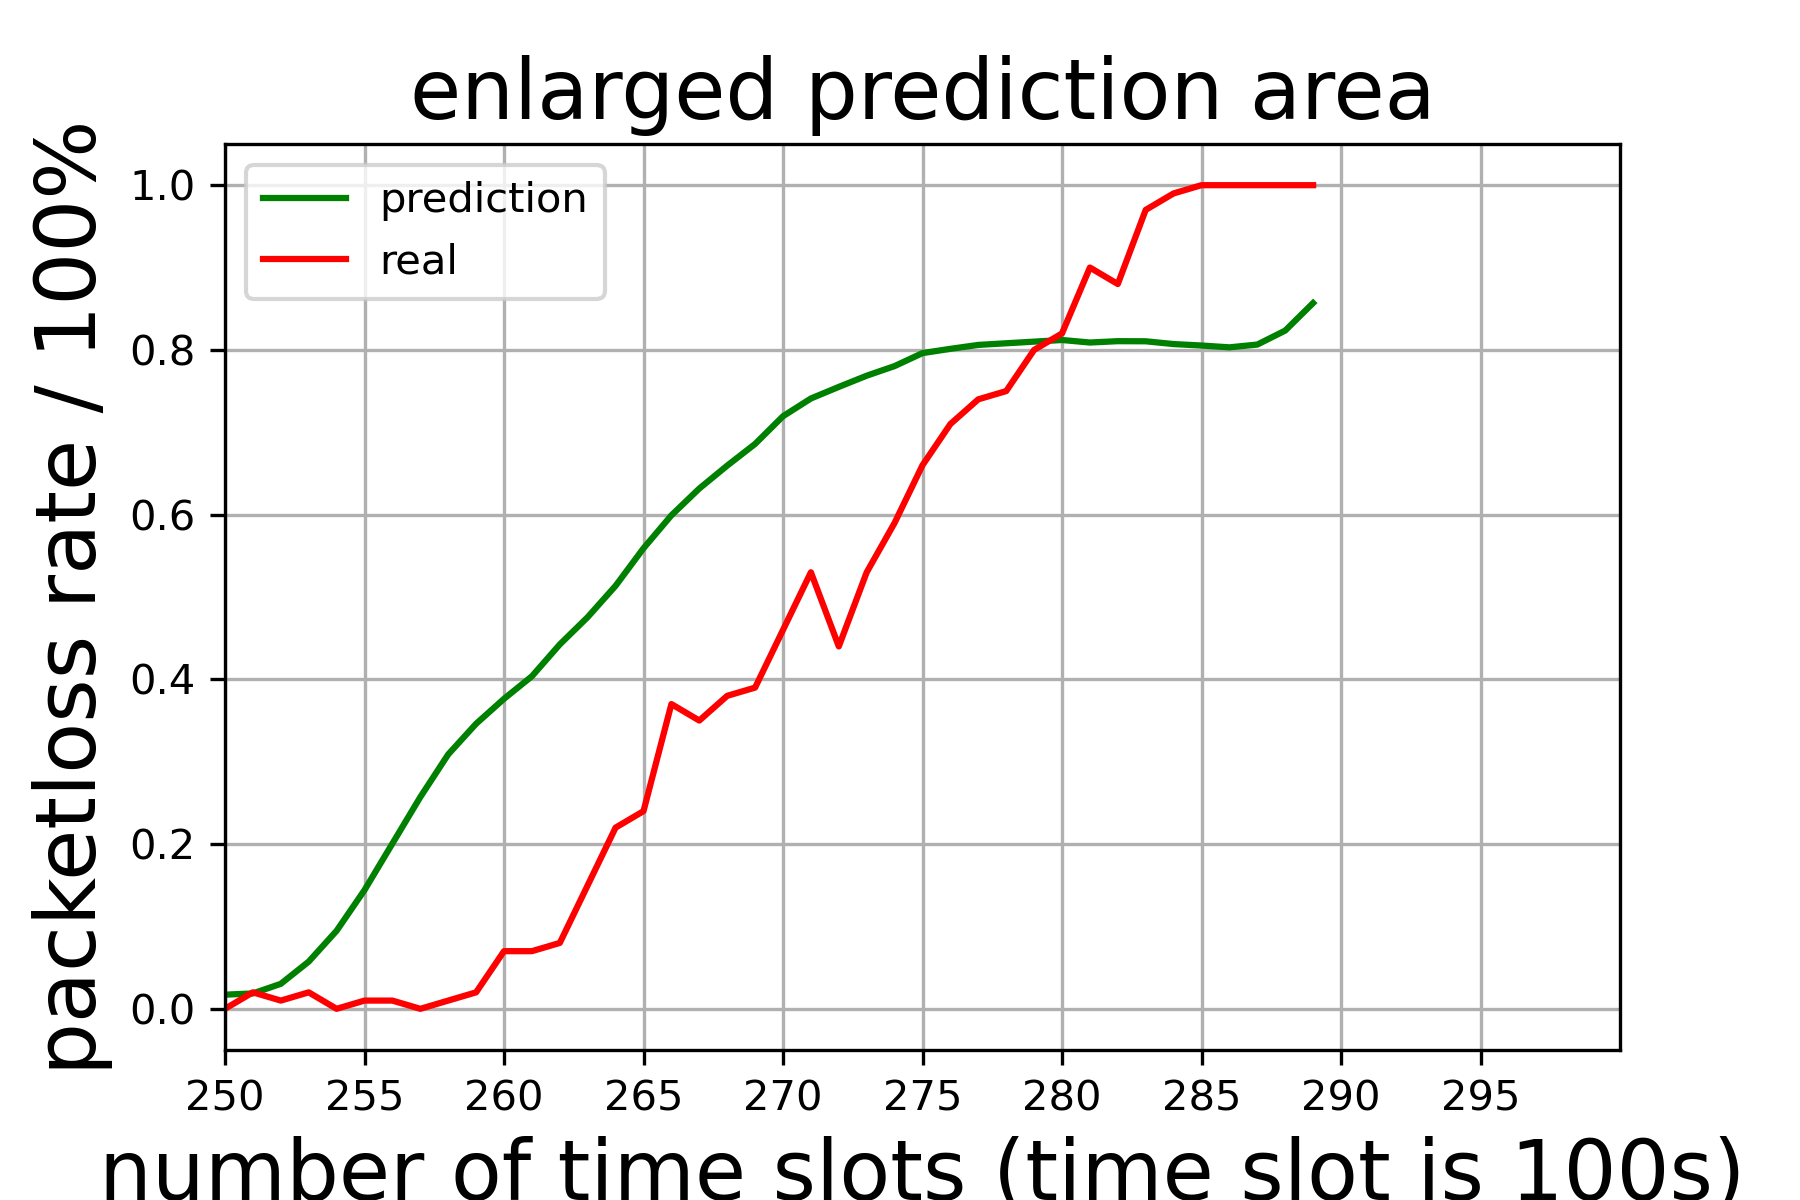 enlarged prediction area
packetloss rate / 100%
prediction
real
1.0
0.8
0.6
0.4
0.2
0.0
250 255 260 265 270 275 280 285 290 295
number of time slots (time slot is 100s)